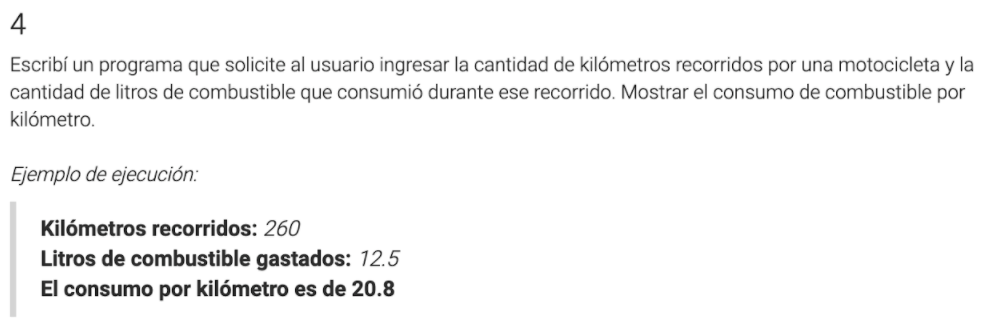 4
Escribí un programa que solicite al usuario ingresar la cantidad de kilómetros recorridos por una motocicleta y la
cantidad de litros de combustible que consumió durante ese recorrido. Mostrar el consumo de combustible por
kilómetro.
Ejemplo de ejecución:
Kilómetros recorridos: 260
Litros de combustible gastados: 12.5
El consumo por kilómetro es de 20.8